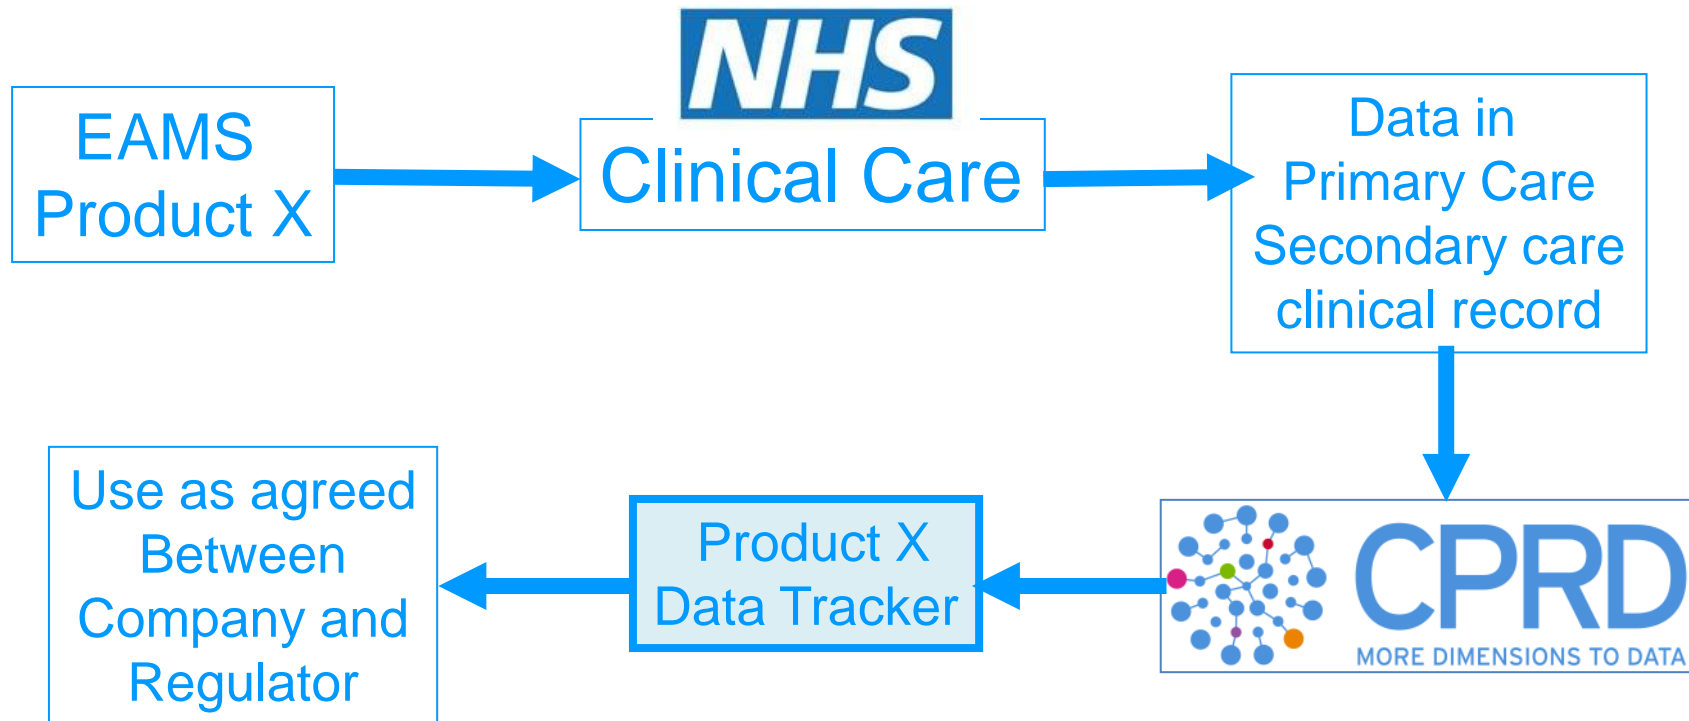 NHS
EAMS
Product X
Clinical Care
Data in
Primary Care
Secondary care
clinical record
CPRD
MORE DIMENSIONS TO DATA
Product X
Data Tracker
Use as agreed
Between
Company and
Regulator